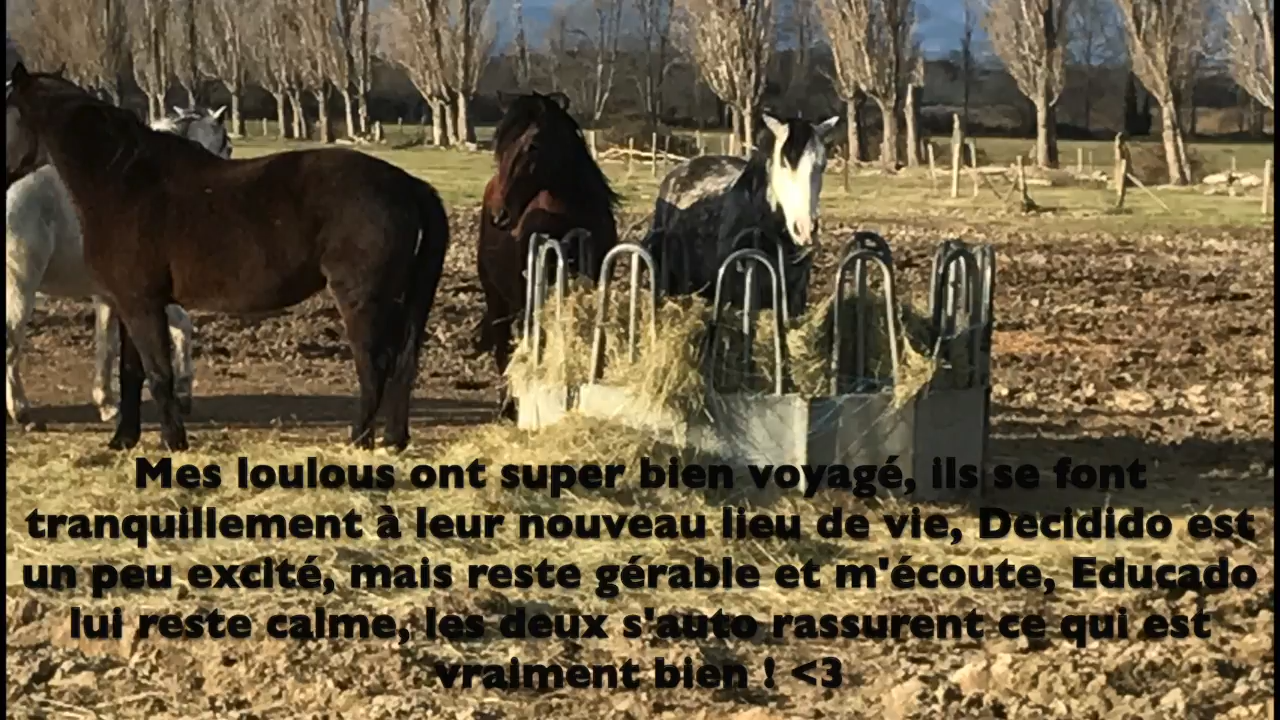 Mes loulous ont super bien voyagé, ils se font
tranquillement à leur nouveau lieu de vie, Decidido est
un peu excité, mais reste gérable et m'écoute, Educado
lui reste calme, les deux s'auto rassurent ce qui est
vraiment bien ! <3